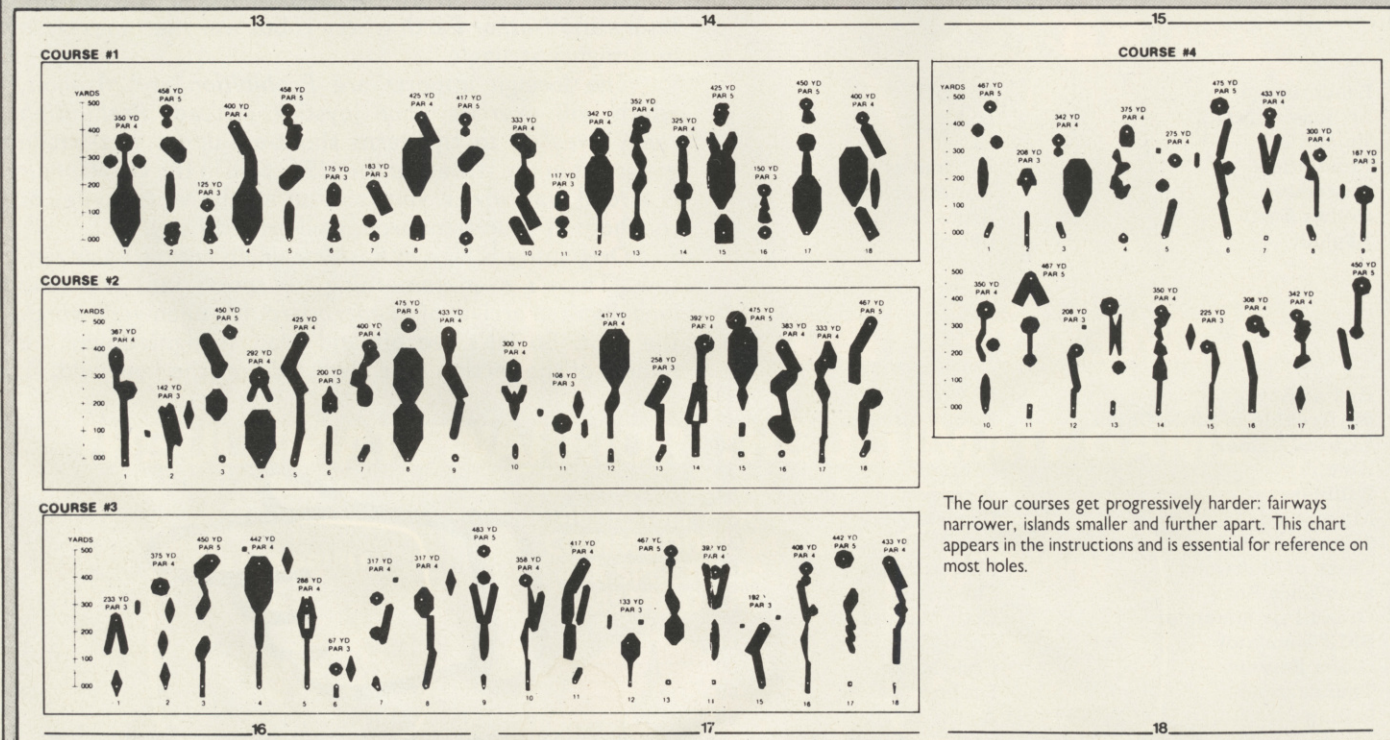 13
14
15
COURSE #1
YARDS
500
400
300
200
100
000
350 YD
PAR 4
458 YD
PAR 5
125 YD
PAR 3
400 YD
PAR 4
458 YD
PAR 5
175 YD
PAR 3
183 YD
PAR 3
425 YD
PAR 4
417 YD
PAR 5
333 YD
PAR 4
117 YD
PAR 3
342 YD
PAR 4
352 YD
PAR 4
325 YD
PAR 4
425 YD
PAR 5
150 YD
PAR 3
450 YD
PAR 5
400 YD
PAR 4
1 2 3 4 5 6 7 8 9 10 11 12 13 14 15 16 17 18
COURSE #2
YARDS
500
400
300
200
100
000
367 YD
PAR 4
142 YD
PAR 3
450 YD
PAR 5
292 YD
PAR 4
425 YD
PAR 4
200 YD
PAR 3
400 YD
PAR 4
475 YD
PAR 5
433 YD
PAR 4
300 YD
PAR 4
108 YD
PAR 3
417 YD
PAR 4
258 YD
PAR 3
392 YD
PAR 4
475 YD
PAR 5
383 YD
PAR 4
333 YD
PAR 4
467 YD
PAR 5
1 2 3 4 5 6 7 8 9 10 11 12 13 14 15 16 17 18
COURSE #3
YARDS
500
400
300
200
100
000
233 YD
PAR 3
375 YD
PAR 4
450 YD
PAR 5
442 YD
PAR 4
288 YD
PAR 4
67 YD
PAR 3
317 YD
PAR 4
317 YD
PAR 4
483 YD
PAR 5
358 YD
PAR 4
417 YD
PAR 4
133 YD
PAR 3
467 YD
PAR 5
PAR 4
PAR 3
408 YD
PAR 4
442 YD
PAR 5
433 YD
PAR 4
1 2 3 4 5 6 7 8 9 10 11 12 13 15 16 17 18
COURSE #4
YARDS
500
400
300
200
100
000
467 YD
PAR 5
208 YD
PAR 3
342 YD
PAR 4
375 YD
PAR 4
275 YD
PAR 4
475 YD
PAR 5
433 YD
PAR 4
300 YD
PAR 4
167 YD
PAR 3
1 2 3 4 5 6 7 8 9
500
400
300
200
100
000
350 YD
PAR 4
467 YD
PAR 5
208 YD
PAR 3
350 YD
PAR 4
225 YD
PAR 3
308 YD
PAR 4
342 YD
PAR 4
450 YD
PAR 5
10 11 12 13 14 15 16 17 18
The four courses get progressively harder: fairways
narrower, islands smaller and further apart. This chart
appears in the instructions and is essential for reference on
most holes.
16
17
18